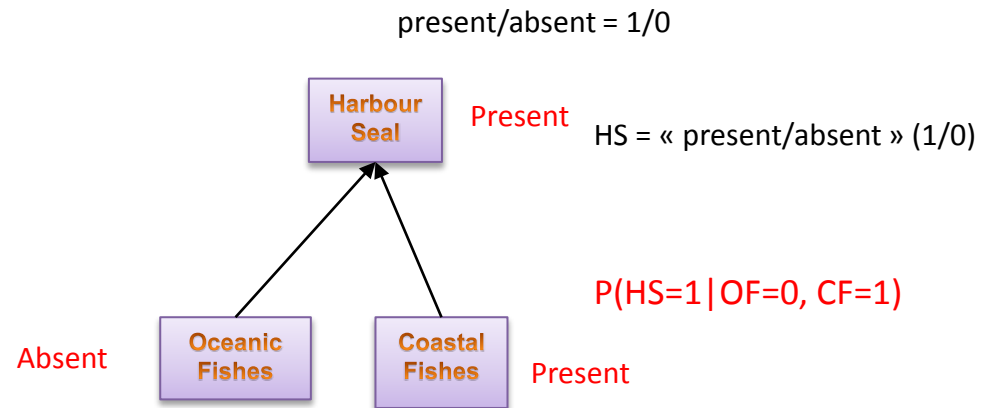 present/absent = 1/0
Harbour
Seal
Present
HS = « present/absent » (1/0)
P(HS=1|OF=0, CF=1)
Absent
Oceanic
Fishes
Coastal
Fishes
Present